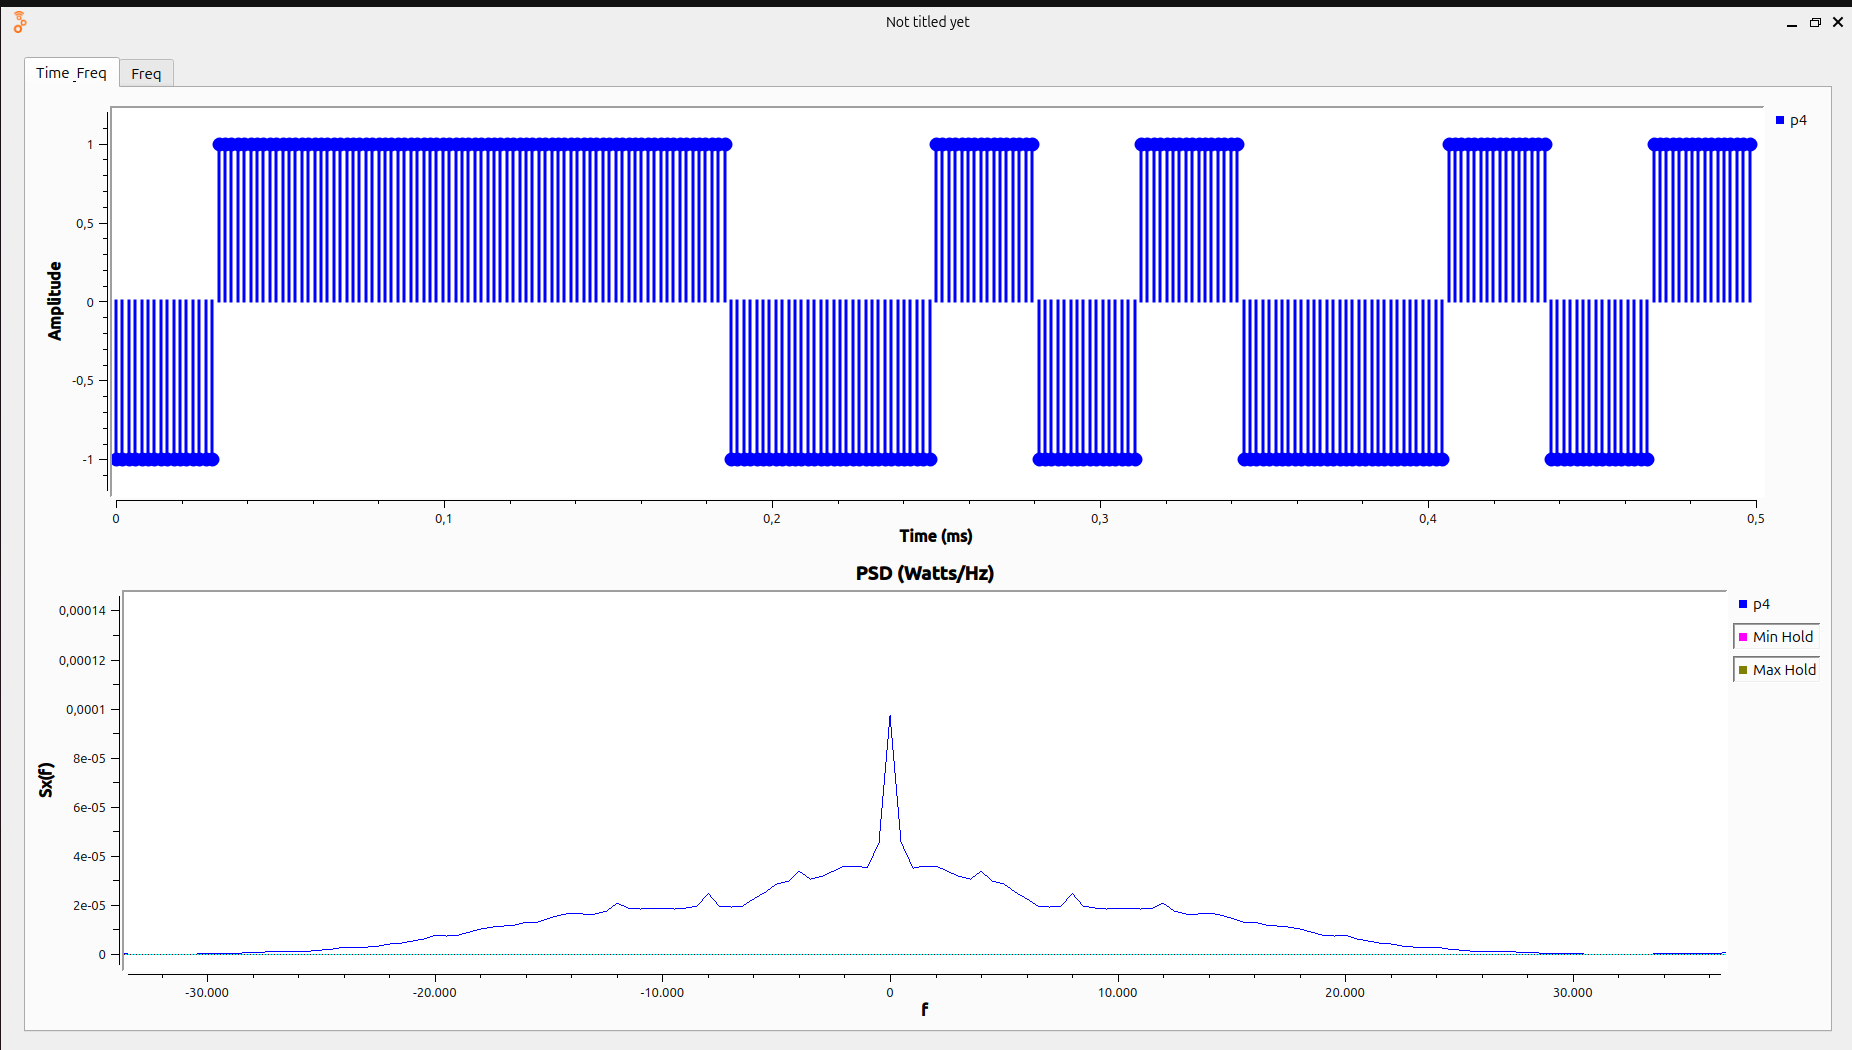 Not titled yet
Time_Freq
Freq
p4
1
0,5
0
-0,5
-1
Amplitude
0
0,1
0,2
0,3
0,4
0,5
Time (ms)
PSD (Watts/Hz)
p4
Min Hold
Max Hold
0,00014
0,00012
0,0001
8e-05
6e-05
4e-05
2e-05
0
Sx(f)
-30.000
-20.000
-10.000
0
10.000
20.000
30.000
f